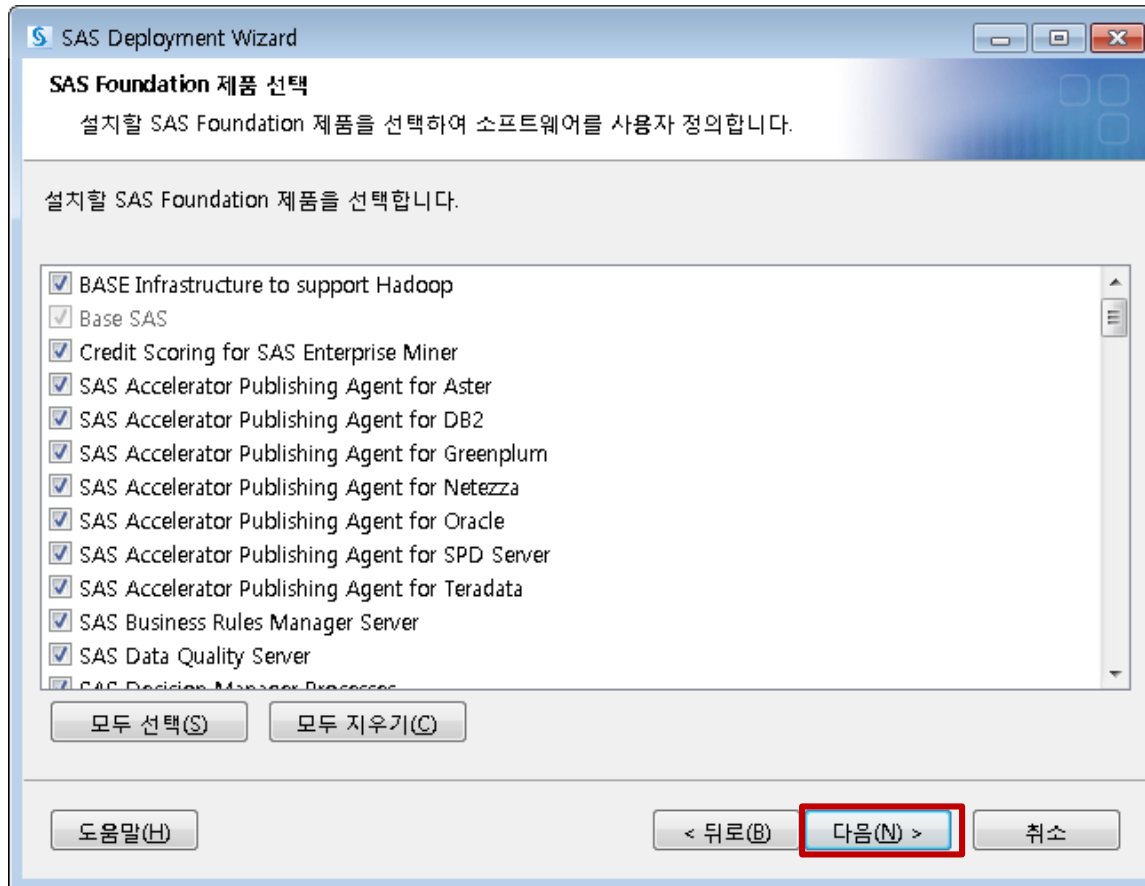 SAS Deployment Wizard
SAS Foundation 제품 선택
설치할 SAS Foundation 제품을 선택하여 소프트웨어를 사용자 정의합니다.
설치할 SAS Foundation 제품을 선택합니다.
BASE Infrastructure to support Hadoop
Base SAS
Credit Scoring for SAS Enterprise Miner
SAS Accelerator Publishing Agent for Aster
SAS Accelerator Publishing Agent for DB2
SAS Accelerator Publishing Agent for Greenplum
SAS Accelerator Publishing Agent for Netezza
SAS Accelerator Publishing Agent for Oracle
SAS Accelerator Publishing Agent for SPD Server
SAS Accelerator Publishing Agent for Teradata
SAS Business Rules Manager Server
SAS Data Quality Server
SAS Decision Manager Processes
모두 선택(S) 모두 지우기(C)
도움말(H) < 뒤로(B) 다음(N) > 취소